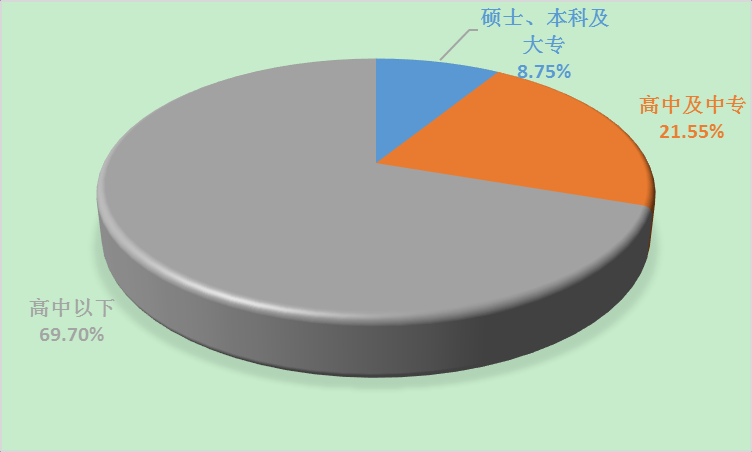 硕士、本科及
大专
8.75%
高中及中专
21.55%
高中以下
69.70%